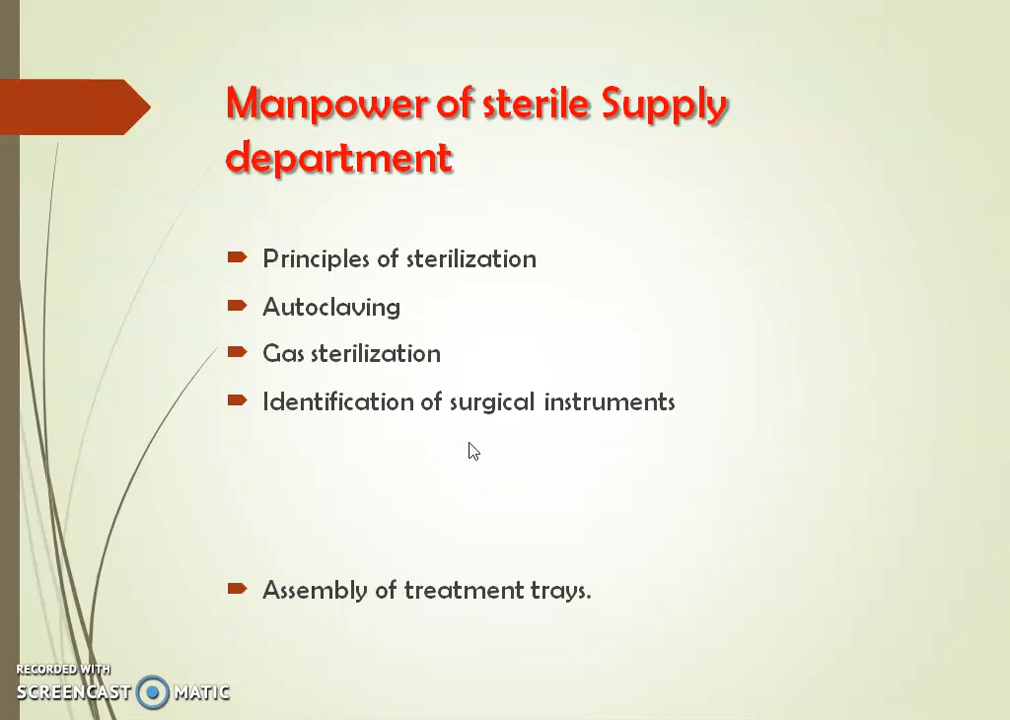 Manpower of sterile Supply
department
Principles of sterilization
Autoclaving
Gas sterilization
Identification of surgical instruments
Assembly of treatment trays.
RECORDED WITH
SCREENCAST MATIC